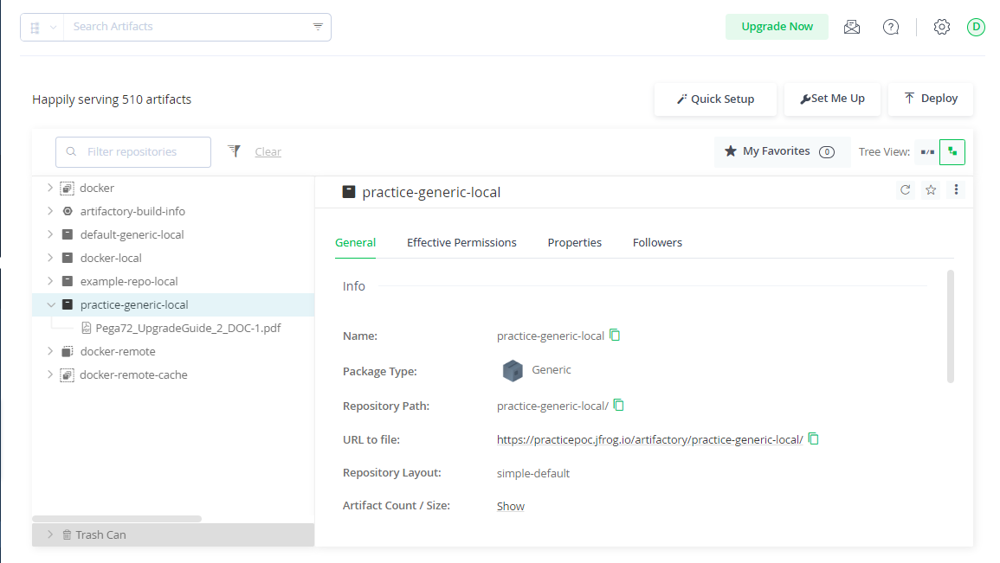 Search Artifacts
Upgrade Now
D
Happily serving 510 artifacts
Quick Setup
Set Me Up
Deploy
Filter repositories
Clear
My Favorites 0
Tree View:
docker
artifactory-build-info
default-generic-local
docker-local
example-repo-local
practice-generic-local
Pega72_UpgradeGuide_2_DOC-1.pdf
docker-remote
docker-remote-cache
Trash Can
practice-generic-local
General Effective Permissions Properties Followers
Info
Name: practice-generic-local
Package Type: Generic
Repository Path: practice-generic-local/
URL to file: https://practicepoc.jfrog.io/artifactory/practice-generic-local/
Repository Layout: simple-default
Artifact Count / Size: Show